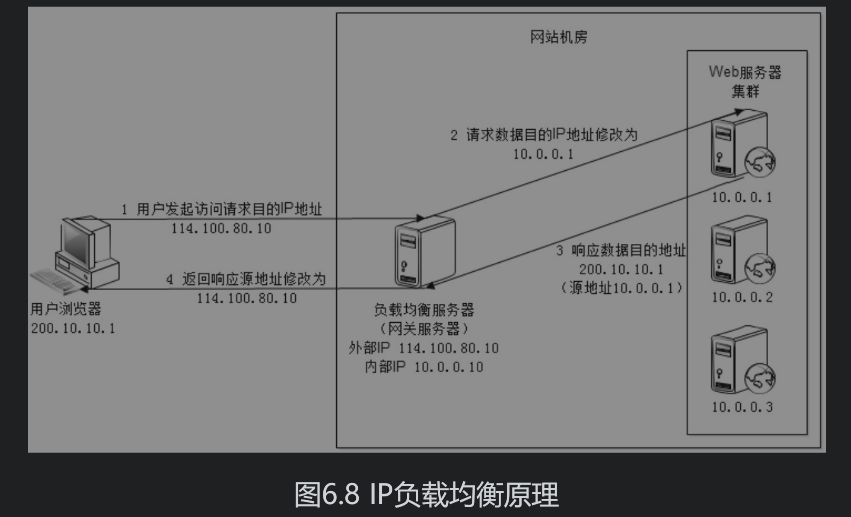 网站机房
Web服务器
集群
2 请求数据目的IP地址修改为
10.0.0.1
10.0.0.1
1 用户发起访问请求目的IP地址
114.100.80.10
3 响应数据目的地址
200.10.10.1
（源地址10.0.0.1）
4 返回响应源地址修改为
114.100.80.10
用户浏览器
200.10.10.1
负载均衡服务器
（网关服务器）
外部IP 114.100.80.10
内部IP 10.0.0.10
10.0.0.2
10.0.0.3
图6.8 IP负载均衡原理